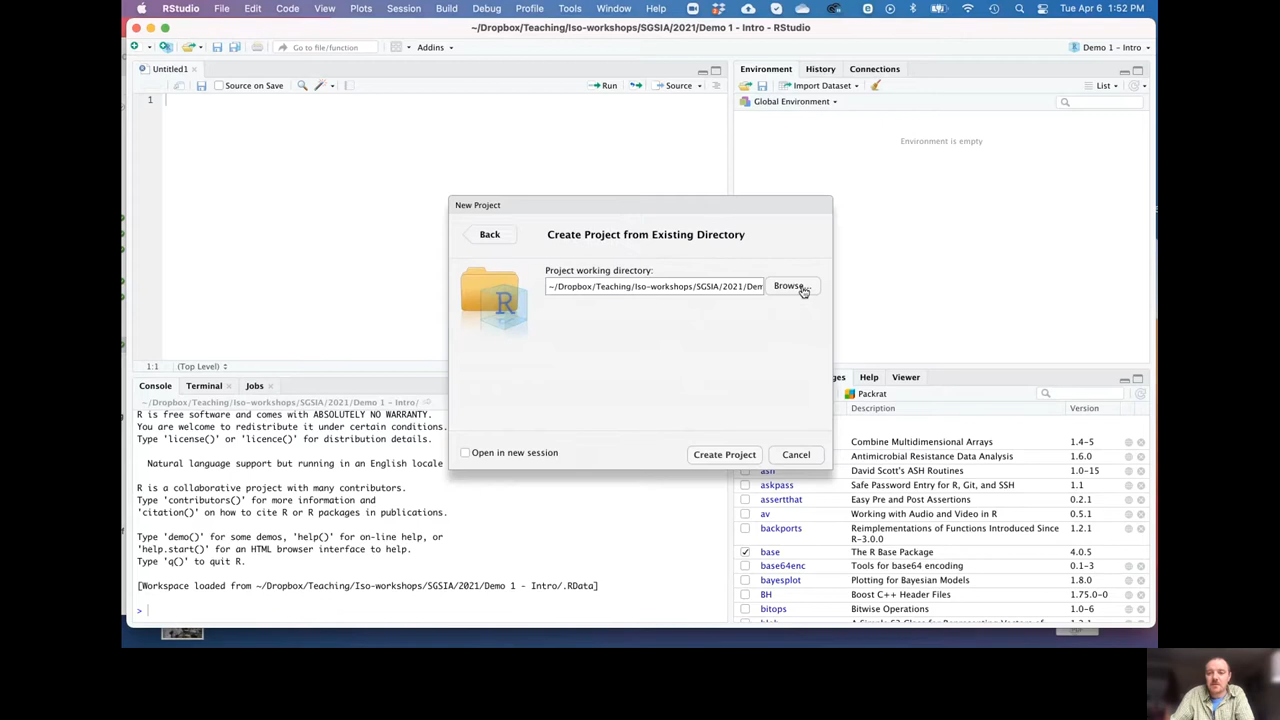 RStudio File Edit Code View Plots Session Build Debug Profile Tools Window Help Tue Apr 6 1:52 PM
~/Dropbox/Teaching/Iso-workshops/SGSIA/2021/Demo 1 - Intro - RStudio
Go to file/function Addins Demo 1 - Intro
Untitled1
Source on Save Run Source
1
1:1 (Top Level)
Environment History Connections
Import Dataset List
Global Environment
Environment is empty
New Project
Back Create Project from Existing Directory
Project working directory:
~/Dropbox/Teaching/Iso-workshops/SGSIA/2021/Dem Browse...
Open in new session Create Project Cancel
Console Terminal Jobs
~/Dropbox/Teaching/Iso-workshops/SGSIA/2021/Demo 1 - Intro/
R is free software and comes with ABSOLUTELY NO WARRANTY.
You are welcome to redistribute it under certain conditions.
Type 'license()' or 'licence()' for distribution details.
Natural language support but running in an English locale
R is a collaborative project with many contributors.
Type 'contributors()' for more information and
'citation()' on how to cite R or R packages in publications.
Type 'demo()' for some demos, 'help()' for on-line help, or
'help.start()' for an HTML browser interface to help.
Type 'q()' to quit R.
[Workspace loaded from ~/Dropbox/Teaching/Iso-workshops/SGSIA/2021/Demo 1 - Intro/.RData]
>
ges Help Viewer
Packrat
Description Version
Combine Multidimensional Arrays 1.4-5
Antimicrobial Resistance Data Analysis 1.6.0
ash David Scott's ASH Routines 1.0-15
askpass Safe Password Entry for R, Git, and SSH 1.1
assertthat Easy Pre and Post Assertions 0.2.1
av Working with Audio and Video in R 0.5.1
backports Reimplementations of Functions Introduced Since R-3.0.0 1.2.1
base The R Base Package 4.0.5
base64enc Tools for base64 encoding 0.1-3
bayesplot Plotting for Bayesian Models 1.8.0
BH Boost C++ Header Files 1.75.0-0
bitops Bitwise Operations 1.0-6